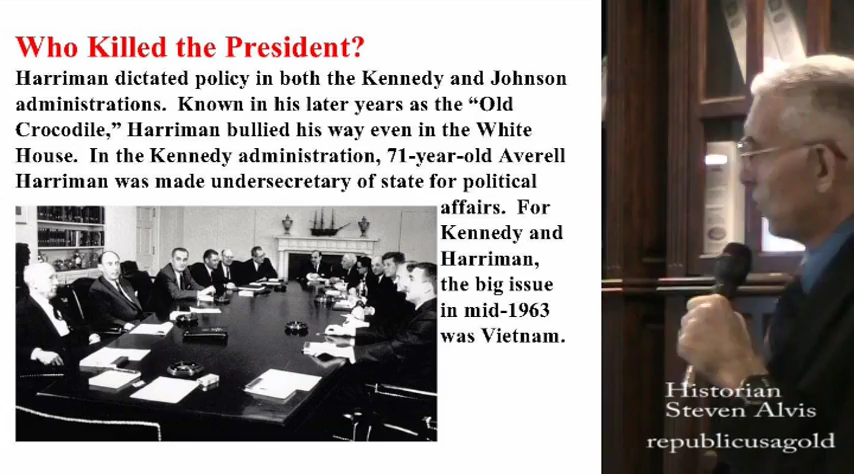 Who Killed the President?
Harriman dictated policy in both the Kennedy and Johnson
administrations.  Known in his later years as the “Old
Crocodile,” Harriman bullied his way even in the White
House.  In the Kennedy administration, 71-year-old Averell
Harriman was made undersecretary of state for political
affairs.  For
Kennedy and
Harriman,
the big issue
in mid-1963
was Vietnam.
Historian
Steven Alvis
republicusagold